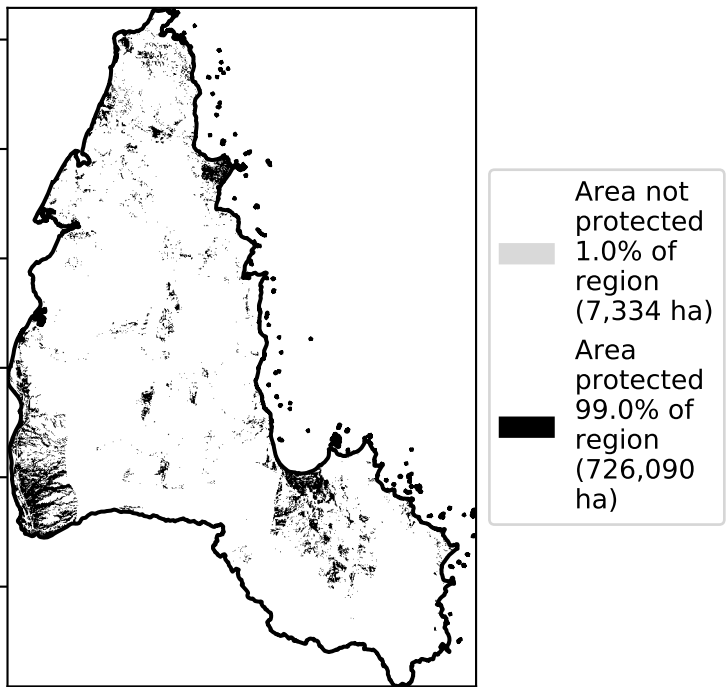 Area not
protected
1.0% of
region
(7,334 ha)
Area
protected
99.0% of
region
(726,090
ha)